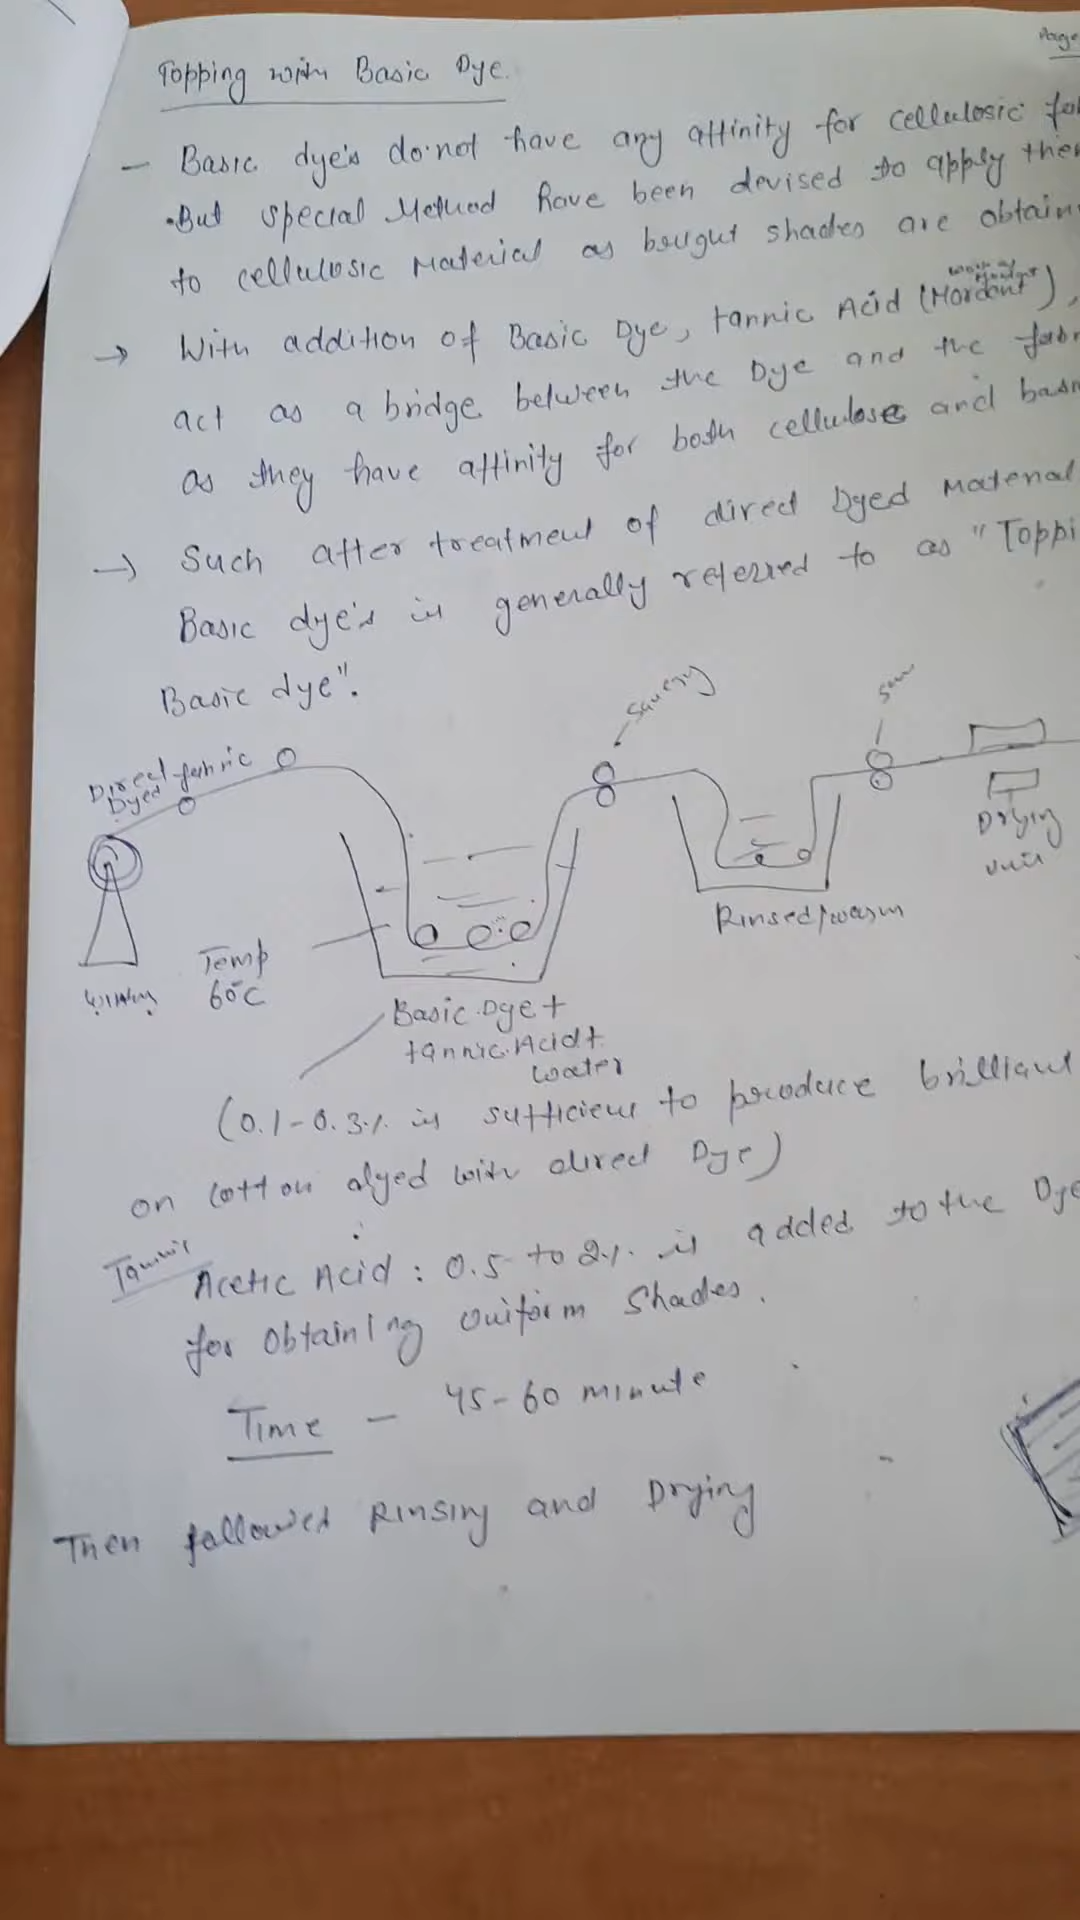 Page
Topping with Basic Dye.
- Basic dye's do not have any affinity for cellulosic
. But special Method have been devised to apply
to cellulosic Material as bright shades are
→ With addition of Basic Dye, tannic Acid (Mordant),
act as a bridge between the Dye and the
as they have affinity for both cellulose and
→ Such after treatment of direct Dyed Material
Basic dye's is generally referred to as "Toppi
Basic dye".
Squeezy
Direct fabric
Dyed
Drying
unit
Rinsed/warm
Temp
60°C
Basic Dye +
tannic Acid +
water
(0.1-0.3% is sufficient to produce brilliant
on cotton dyed with direct Dye)
Tannic
Acetic Acid : 0.5 to 2% is added to the
for obtaining Uniform Shades.
Time - 45-60 minute
Then followed Rinsing and Drying